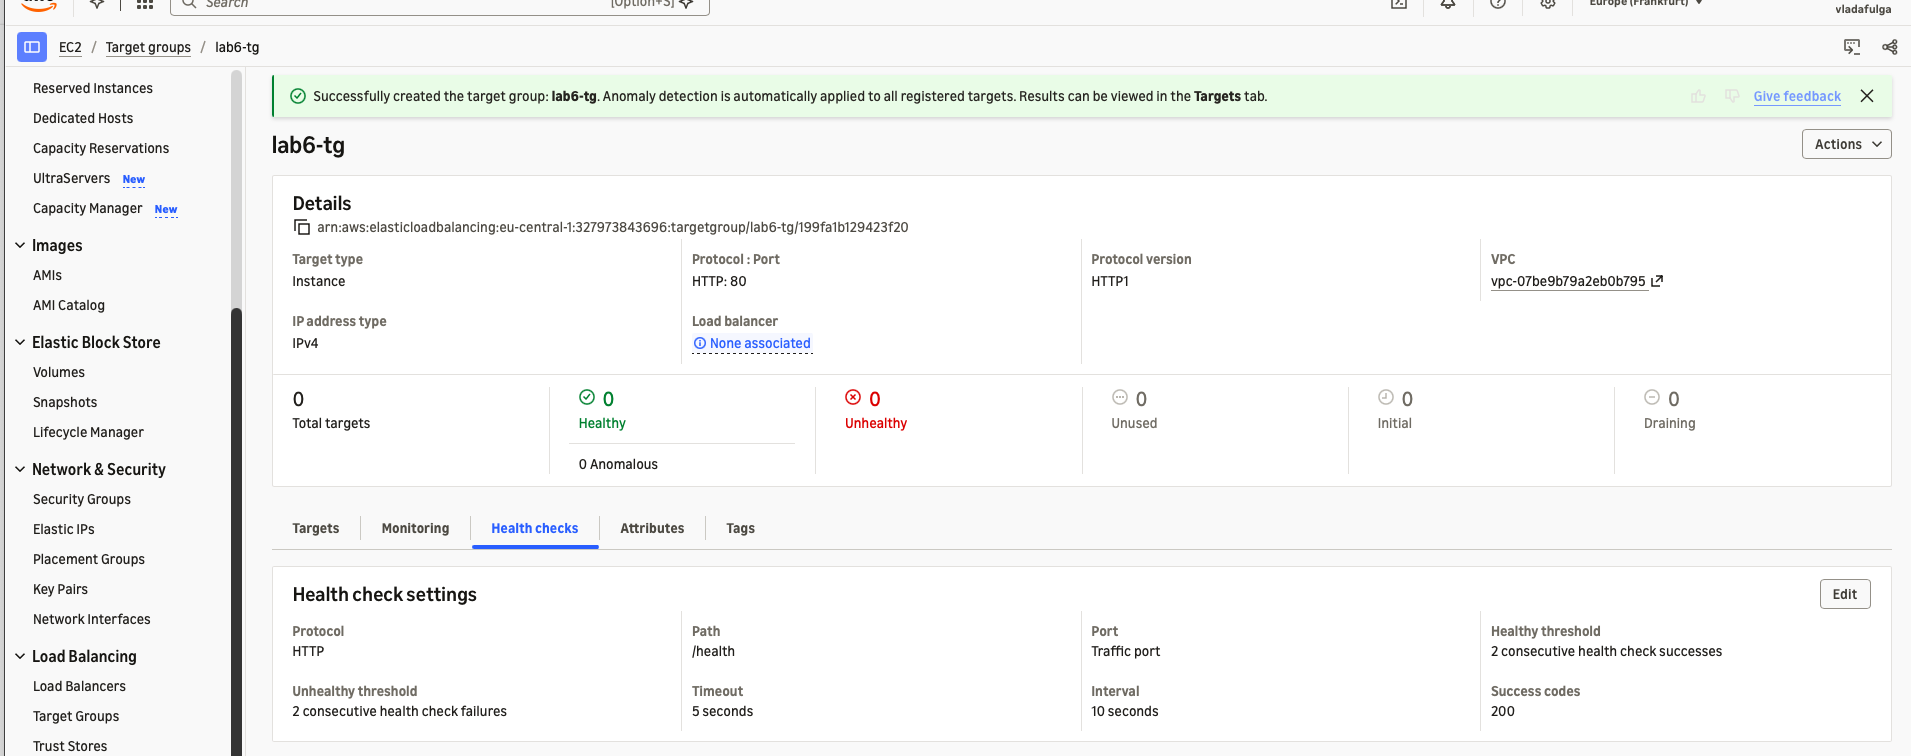 Search
[Option+S]
Europe (Frankfurt)
vladafulga
EC2 / Target groups / lab6-tg
Reserved Instances
Dedicated Hosts
Capacity Reservations
UltraServers New
Capacity Manager New
Images
AMIs
AMI Catalog
Elastic Block Store
Volumes
Snapshots
Lifecycle Manager
Network & Security
Security Groups
Elastic IPs
Placement Groups
Key Pairs
Network Interfaces
Load Balancing
Load Balancers
Target Groups
Trust Stores
Successfully created the target group: lab6-tg. Anomaly detection is automatically applied to all registered targets. Results can be viewed in the Targets tab.
Give feedback
lab6-tg
Actions
Details
arn:aws:elasticloadbalancing:eu-central-1:327973843696:targetgroup/lab6-tg/199fa1b129423f20
Target type
Instance
Protocol : Port
HTTP: 80
Protocol version
HTTP1
VPC
vpc-07be9b79a2eb0b795
IP address type
IPv4
Load balancer
None associated
0
Total targets
0
Healthy
0 Anomalous
0
Unhealthy
0
Unused
0
Initial
0
Draining
Targets
Monitoring
Health checks
Attributes
Tags
Health check settings
Edit
Protocol
HTTP
Path
/health
Port
Traffic port
Healthy threshold
2 consecutive health check successes
Unhealthy threshold
2 consecutive health check failures
Timeout
5 seconds
Interval
10 seconds
Success codes
200